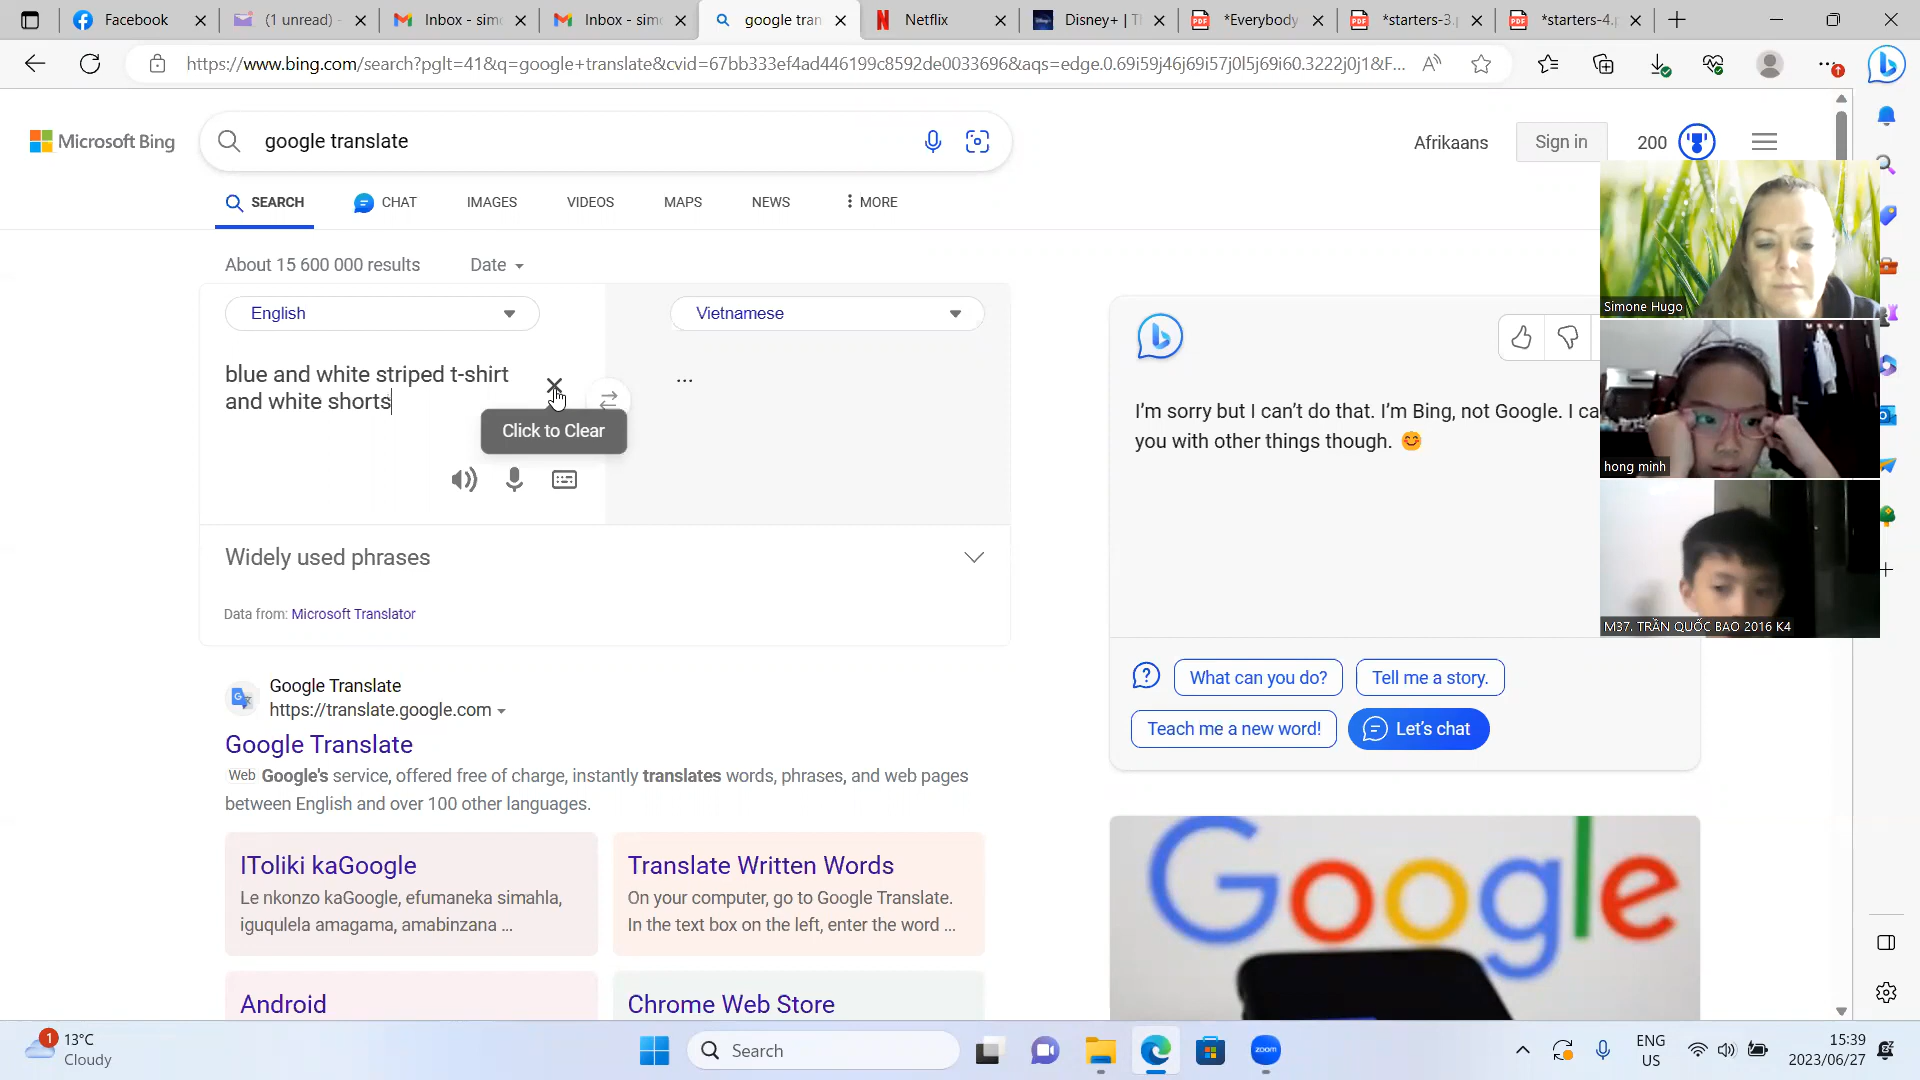 Facebook
(1 unread) -
Inbox - sim
Inbox - sim
google tran
Netflix
Disney+ | T
*Everybody
*starters-3.p
*starters-4.p
https://www.bing.com/search?pglt=41&q=google+translate&cvid=67bb333ef4ad446199c8592de0033696&aqs=edge.0.69i59j46j69i57j0l5j69i60.3222j0j1&F...
Microsoft Bing
google translate
Afrikaans
Sign in
200
SEARCH
CHAT
IMAGES
VIDEOS
MAPS
NEWS
MORE
About 15 600 000 results
Date
English
Vietnamese
blue and white striped t-shirt
and white shorts
...
Click to Clear
Widely used phrases
Data from: Microsoft Translator
I'm sorry but I can't do that. I'm Bing, not Google. I ca
you with other things though. 😊
What can you do?
Tell me a story.
Teach me a new word!
Let's chat
Simone Hugo
hong minh
M37. TRẦN QUỐC BAO 2016 K4
Google Translate
https://translate.google.com
Google Translate
Web Google's service, offered free of charge, instantly translates words, phrases, and web pages
between English and over 100 other languages.
IToliki kaGoogle
Le nkonzo kaGoogle, efumaneka simahla,
iguqulela amagama, amabinzana ...
Translate Written Words
On your computer, go to Google Translate.
In the text box on the left, enter the word ...
Android
Chrome Web Store
Google
1
13°C
Cloudy
Search
zoom
ENG
US
15:39
2023/06/27